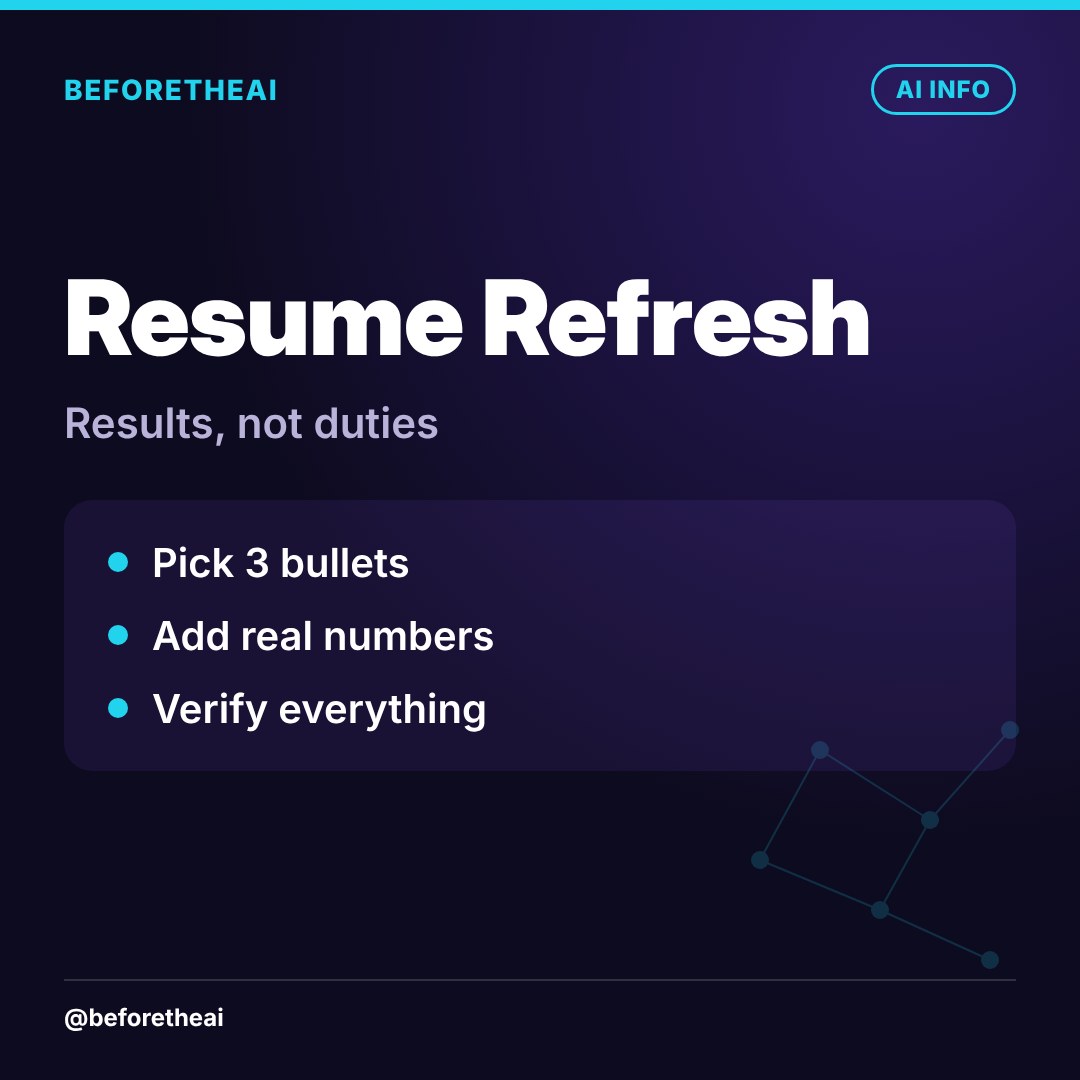 BEFORETHEAI
AI INFO
Resume Refresh
Results, not duties
Pick 3 bullets
Add real numbers
Verify everything
@beforetheai